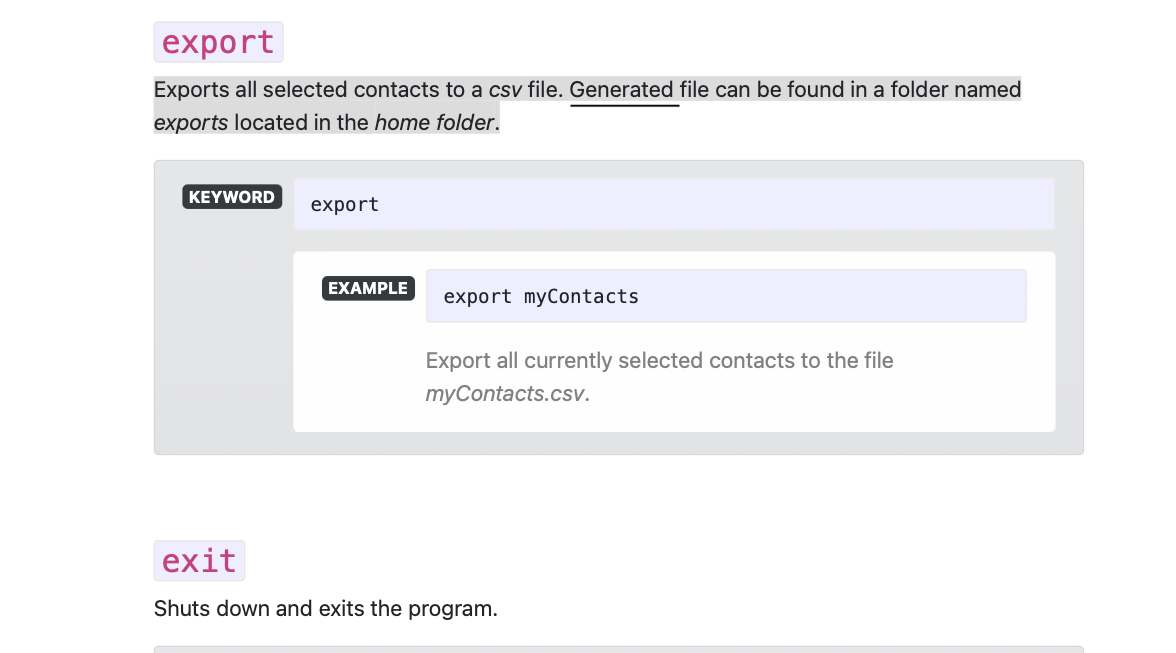 export
Exports all selected contacts to a csv file. Generated file can be found in a folder named
exports located in the home folder.
KEYWORD export
EXAMPLE export myContacts
Export all currently selected contacts to the file
myContacts.csv.
exit
Shuts down and exits the program.